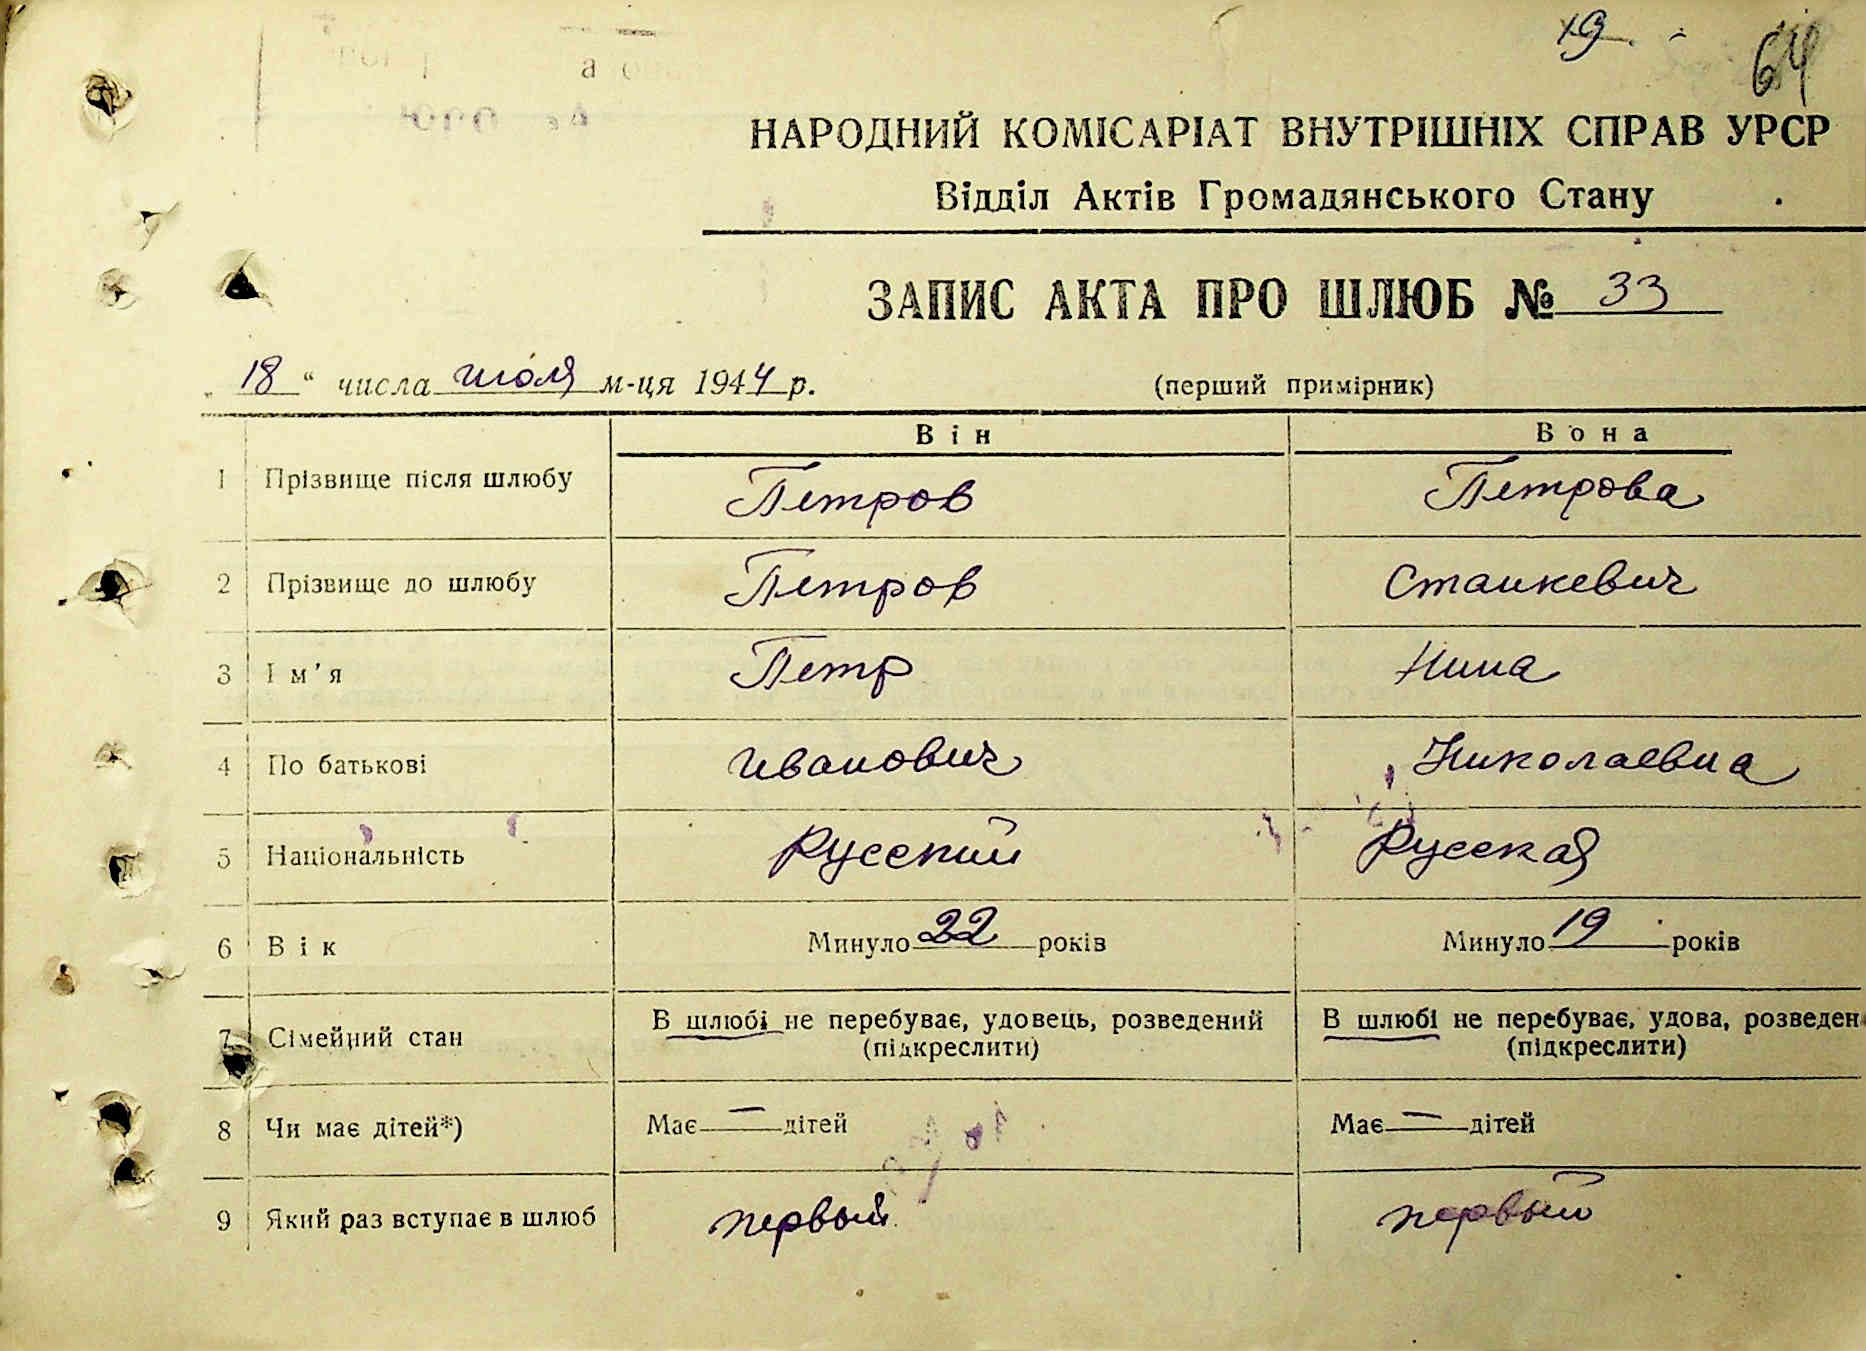 19. -
64
НАРОДНИЙ КОМІСАРІАТ ВНУТРІШНІХ СПРАВ УРСР
Відділ Актів Громадянського Стану
ЗАПИС АКТА ПРО ШЛЮБ № 33
„ 18 “ числа июля м-ця 1944 р. (перший примірник)
Він Вона
1 Прізвище після шлюбу Петров Петрова
2 Прізвище до шлюбу Петров Станкевич
3 Ім’я Петр Нина
4 По батькові Иванович Николаевна
5 Національність Русский Русская
6 Вік Минуло 22 років Минуло 19 років
7 Сімейний стан В шлюбі не перебуває, удовець, розведений В шлюбі не перебуває, удова, розведен
(підкреслити) (підкреслити)
8 Чи має дітей*) Має — дітей Має — дітей
9 Який раз вступає в шлюб первый первый